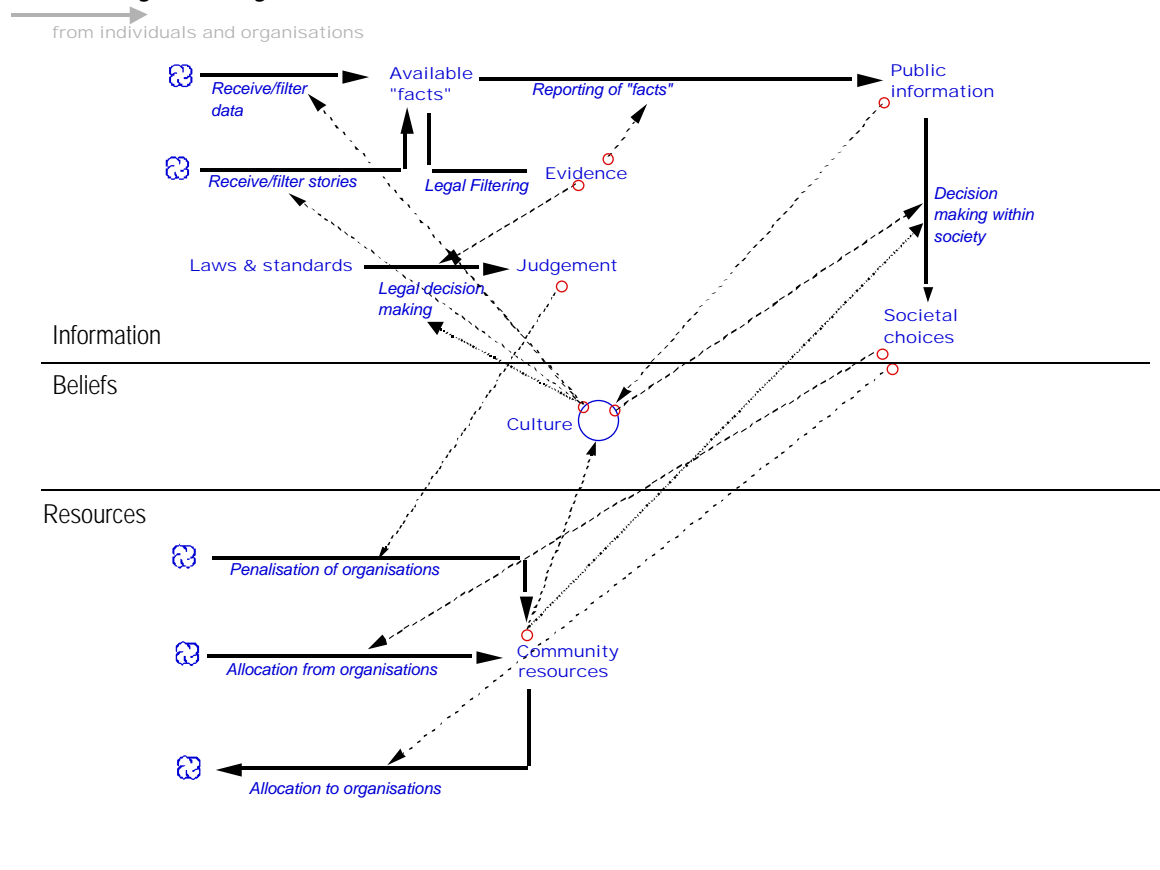 from individuals and organisations
Available
"facts"
Public
information
Receive/filter
data
Reporting of "facts"
Receive/filter stories
Legal Filtering
Evidence
Decision
making within
society
Laws & standards
Judgement
Legal decision
making
Societal
choices
Information
Beliefs
Culture
Resources
Penalisation of organisations
Allocation from organisations
Community
resources
Allocation to organisations